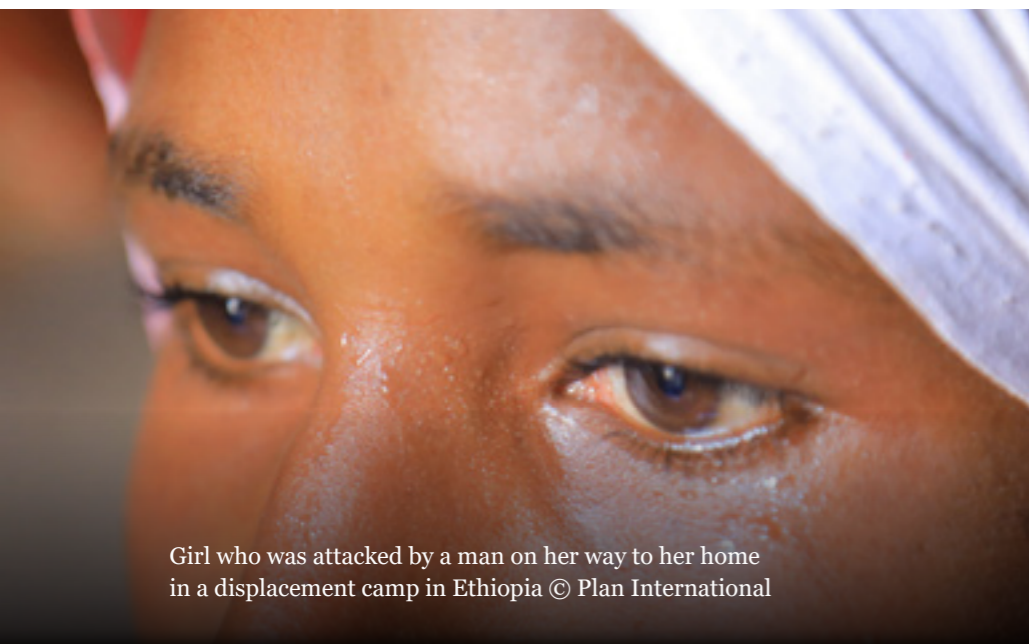 Girl who was attacked by a man on her way to her home
in a displacement camp in Ethiopia © Plan International